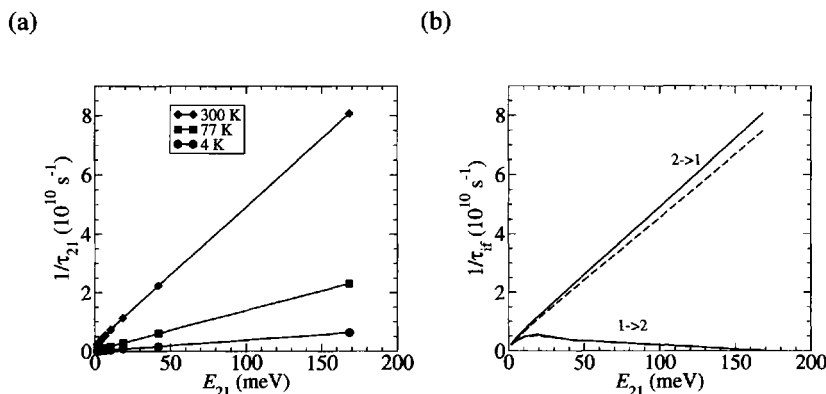 (a)
(b)
8
6
4
2
0
0
50
100
150
200
1/τ₂₁ (10¹⁰ s⁻¹)
E₂₁ (meV)
300 K
77 K
4 K
8
6
4
2
0
0
50
100
150
200
1/τ_if (10¹⁰ s⁻¹)
E₂₁ (meV)
2->1
1->2